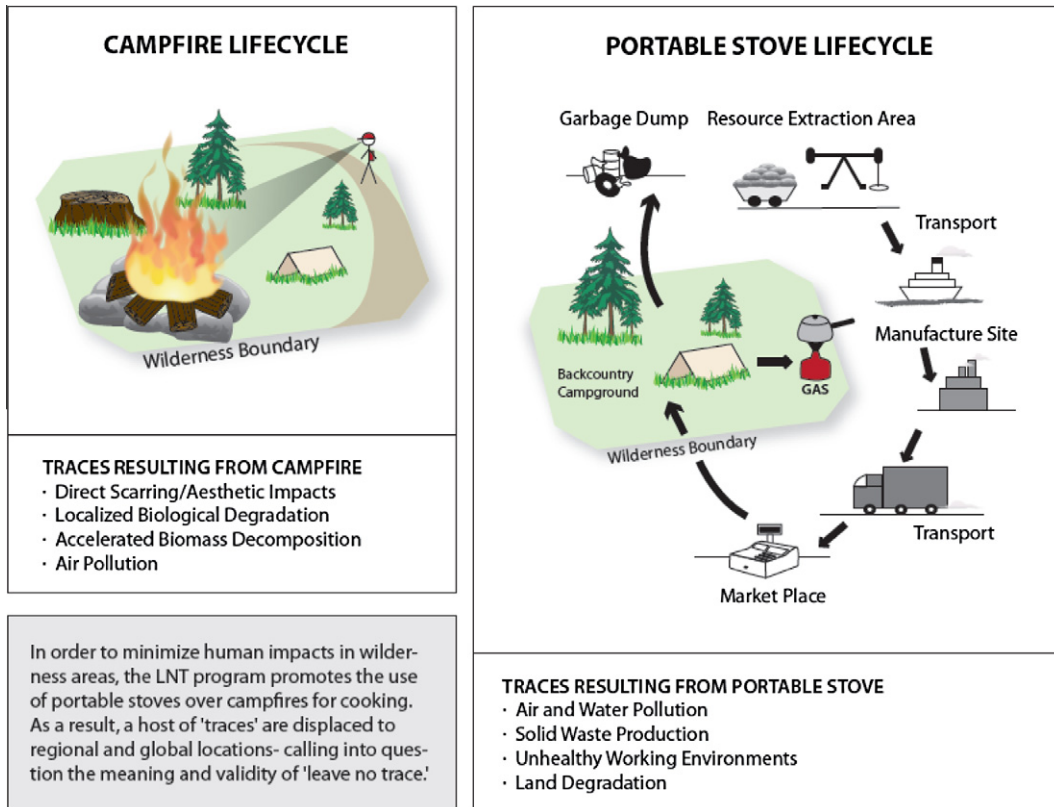 CAMPFIRE LIFECYCLE
Wilderness Boundary
TRACES RESULTING FROM CAMPFIRE
· Direct Scarring/Aesthetic Impacts
· Localized Biological Degradation
· Accelerated Biomass Decomposition
· Air Pollution
In order to minimize human impacts in wilder-
ness areas, the LNT program promotes the use
of portable stoves over campfires for cooking.
As a result, a host of 'traces' are displaced to
regional and global locations- calling into ques-
tion the meaning and validity of 'leave no trace.'
PORTABLE STOVE LIFECYCLE
Garbage Dump
Resource Extraction Area
Transport
Manufacture Site
Backcountry
Campground
GAS
Wilderness Boundary
Transport
Market Place
TRACES RESULTING FROM PORTABLE STOVE
· Air and Water Pollution
· Solid Waste Production
· Unhealthy Working Environments
· Land Degradation